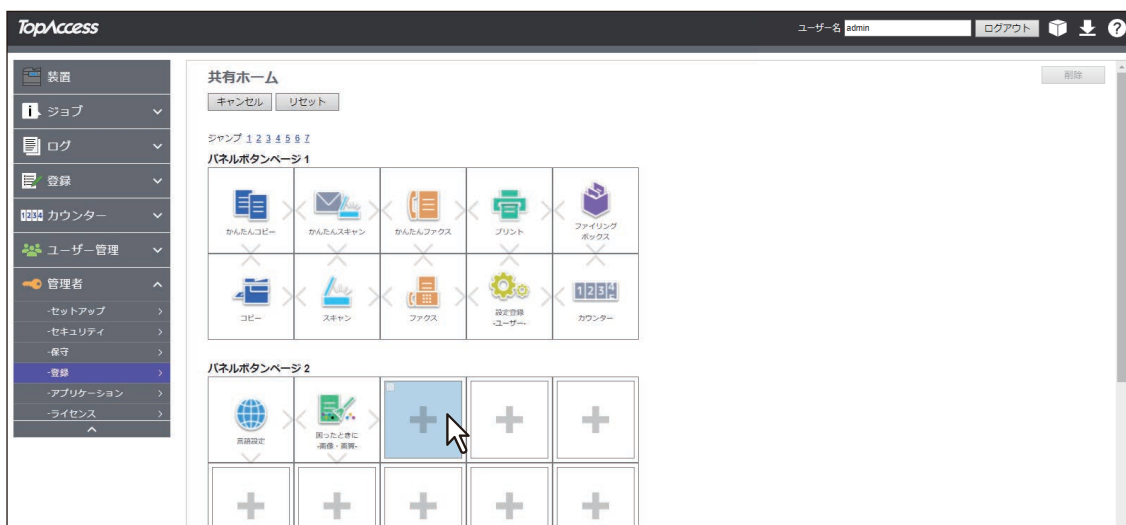 TopAccess
ユーザー名 admin ログアウト ?
装置
ジョブ
ログ
登録
カウンター
ユーザー管理
管理者
-セットアップ
-セキュリティ
-保守
-登録
-アプリケーション
-ライセンス
共有ホーム
削除
キャンセル リセット
ジャンプ 1 2 3 4 5 6 7
パネルボタンページ 1
かんたんコピー かんたんスキャン かんたんファクス プリント ファイリング
ボックス
コピー スキャン ファクス 設定登録
-ユーザー- カウンター
パネルボタンページ 2
言語設定 困ったときに
-画像・画質-